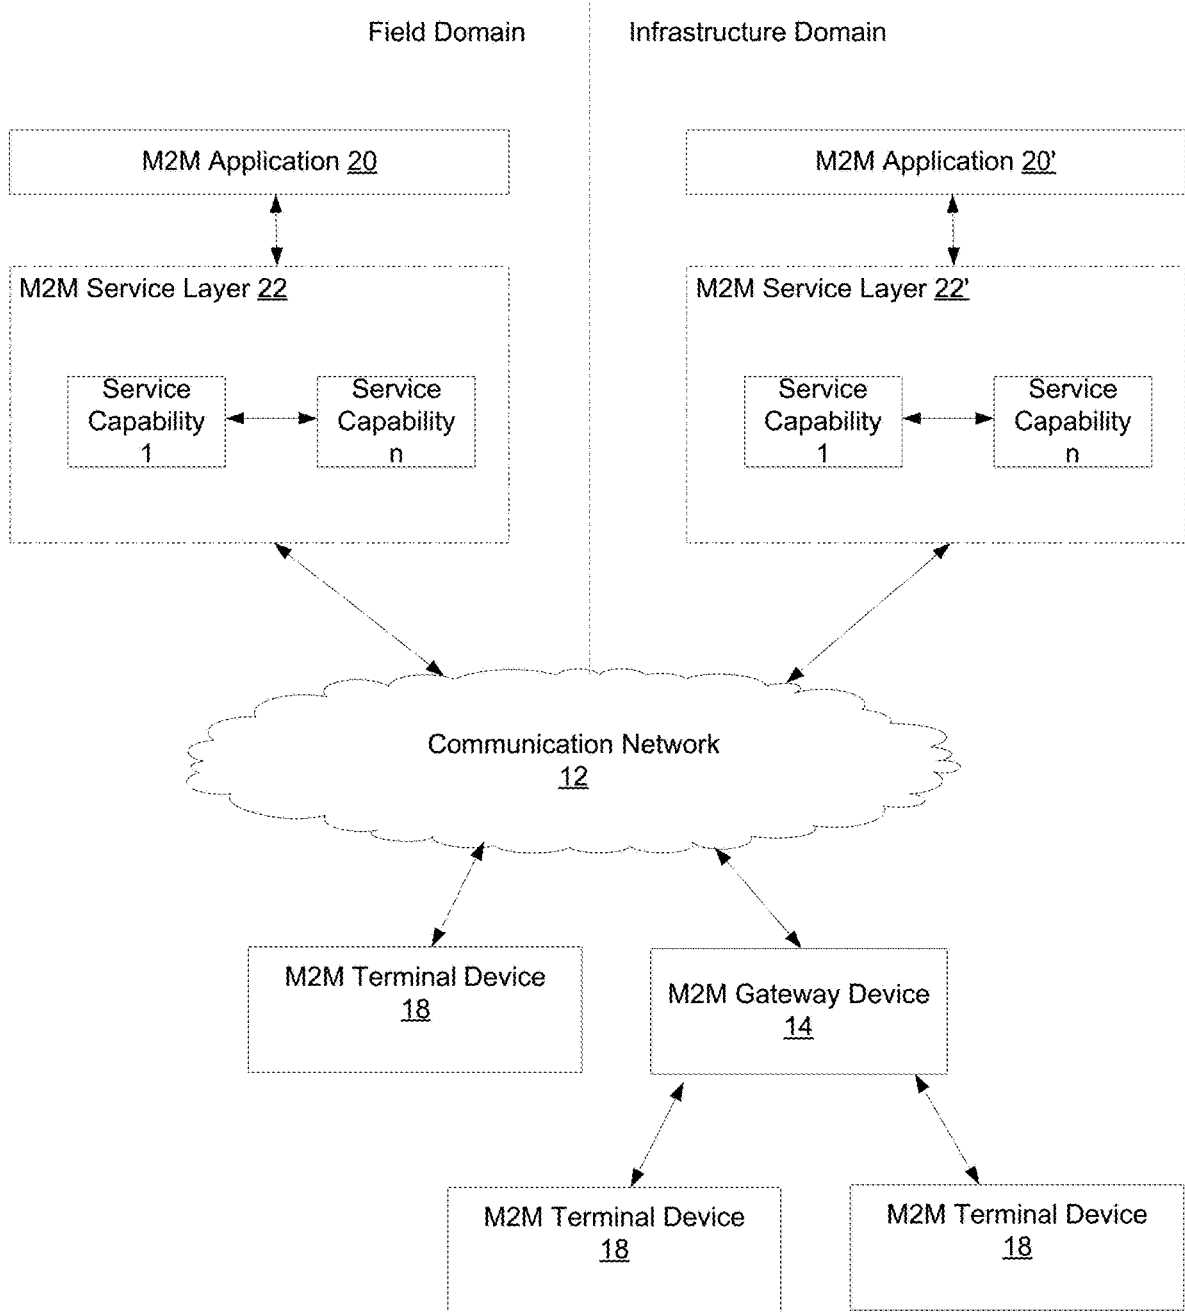 Field Domain
Infrastructure Domain
M2M Application 20
M2M Application 20'
M2M Service Layer 22
Service
Capability
1
Service
Capability
n
M2M Service Layer 22'
Service
Capability
1
Service
Capability
n
Communication Network
12
M2M Terminal Device
18
M2M Gateway Device
14
M2M Terminal Device
18
M2M Terminal Device
18